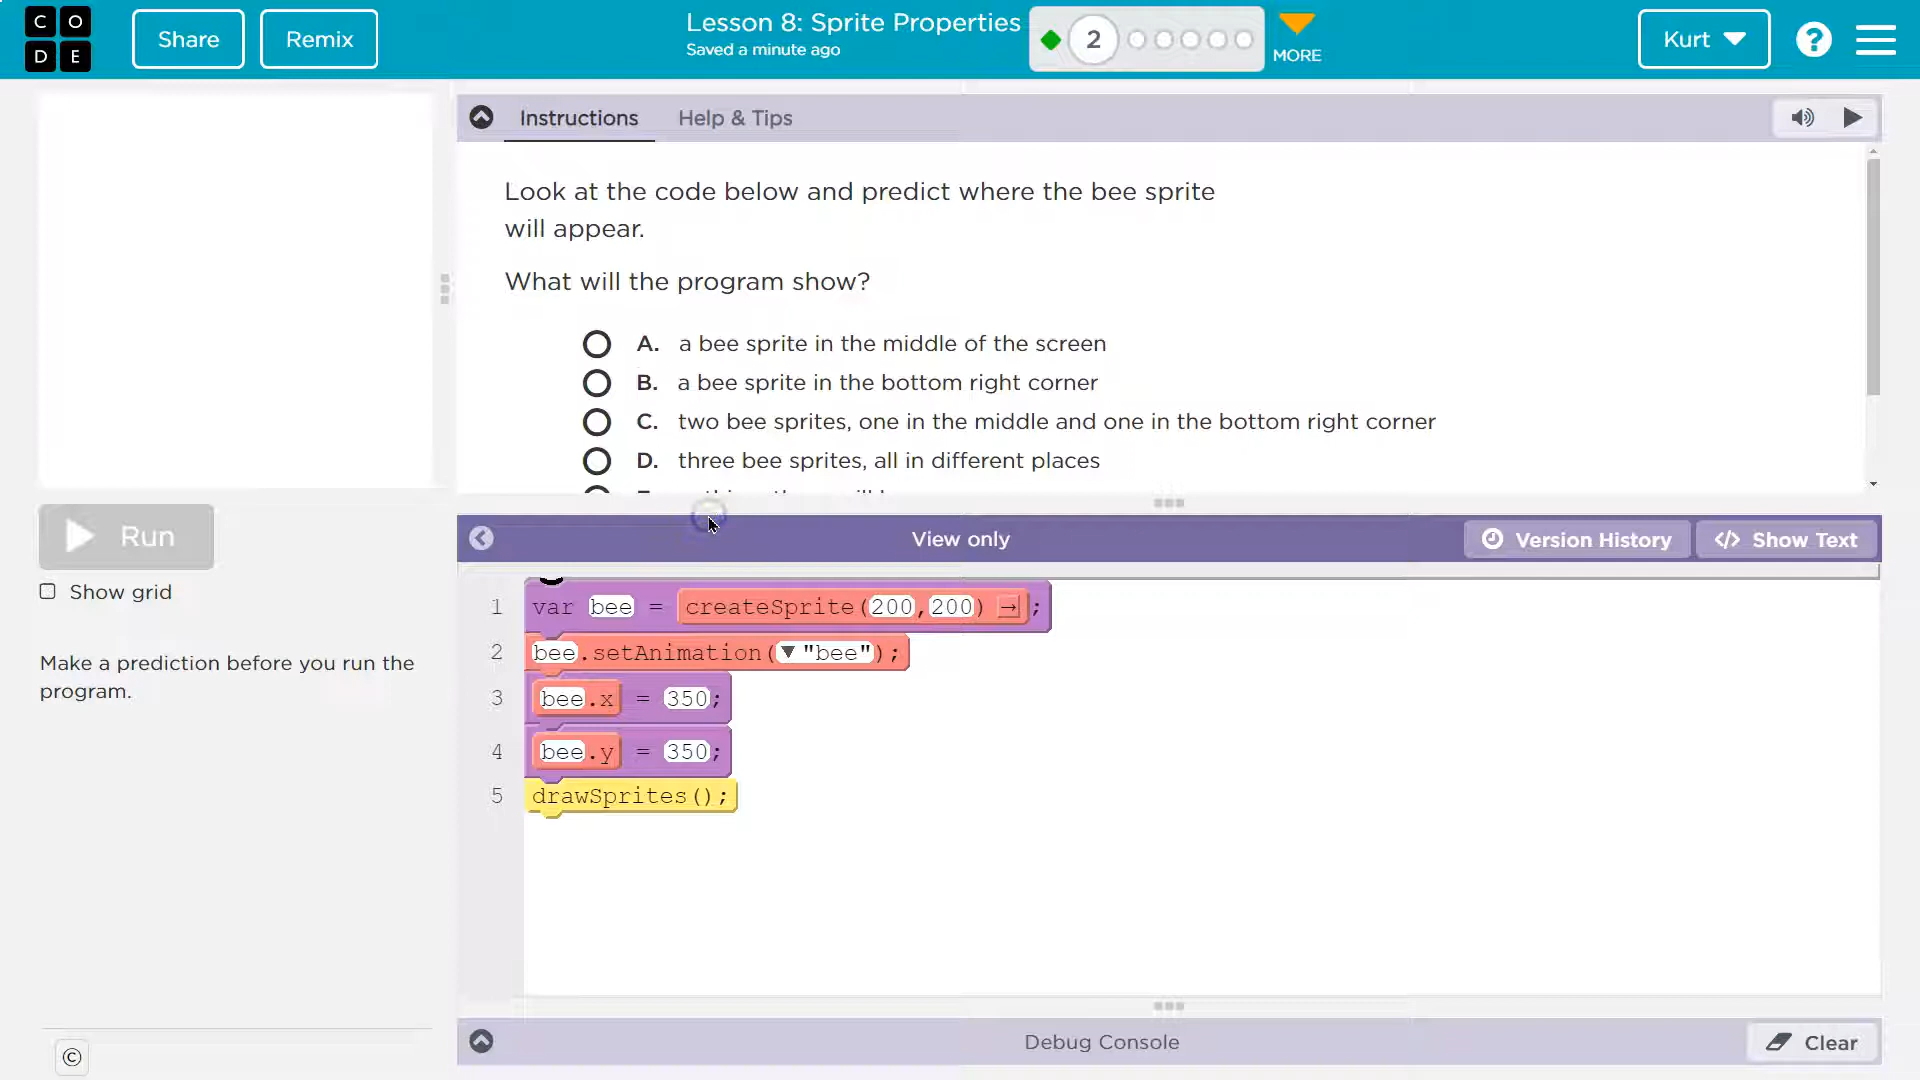 C O
D E
Share
Remix
Lesson 8: Sprite Properties
Saved a minute ago
2
MORE
Kurt
?
Instructions
Help & Tips
Look at the code below and predict where the bee sprite
will appear.
What will the program show?
A. a bee sprite in the middle of the screen
B. a bee sprite in the bottom right corner
C. two bee sprites, one in the middle and one in the bottom right corner
D. three bee sprites, all in different places
Run
View only
Version History
</> Show Text
Show grid
Make a prediction before you run the
program.
1 var bee = createSprite(200,200) → ;
2 bee.setAnimation(▼ "bee");
3 bee.x = 350;
4 bee.y = 350;
5 drawSprites();
©
Debug Console
Clear